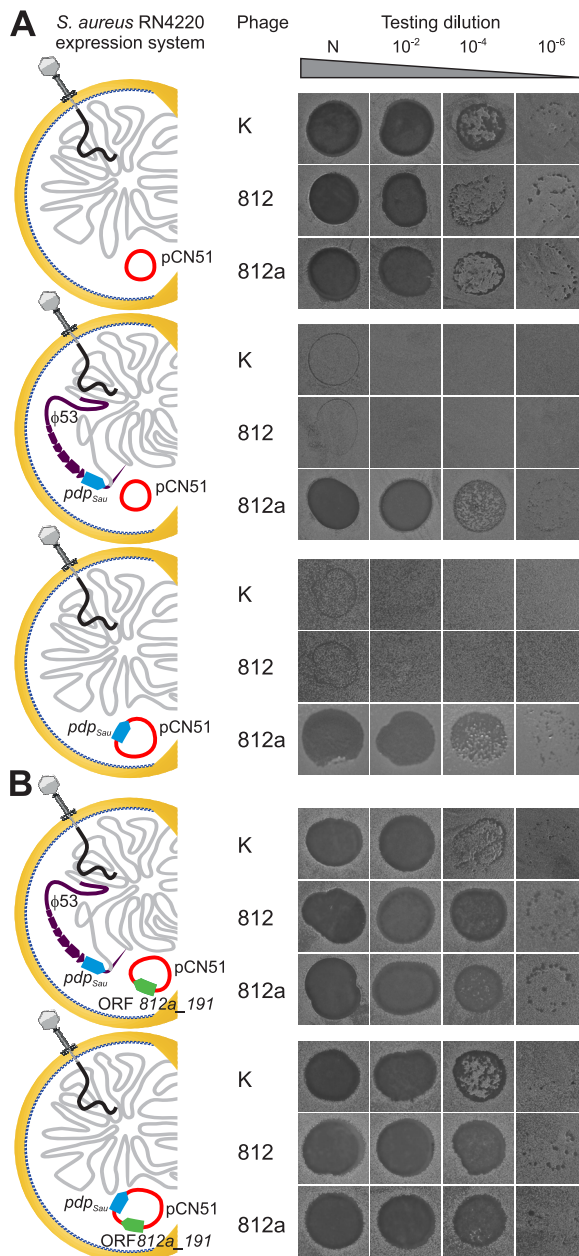 A
S. aureus RN4220
expression system
Phage
Testing dilution
N
10⁻²
10⁻⁴
10⁻⁶
K
812
812a
pCN51
K
812
812a
ϕ53
pdpSau
pCN51
K
812
812a
pdpSau
pCN51
B
K
812
812a
ϕ53
pdpSau
pCN51
ORF 812a_191
K
812
812a
pdpSau
pCN51
ORF812a_191